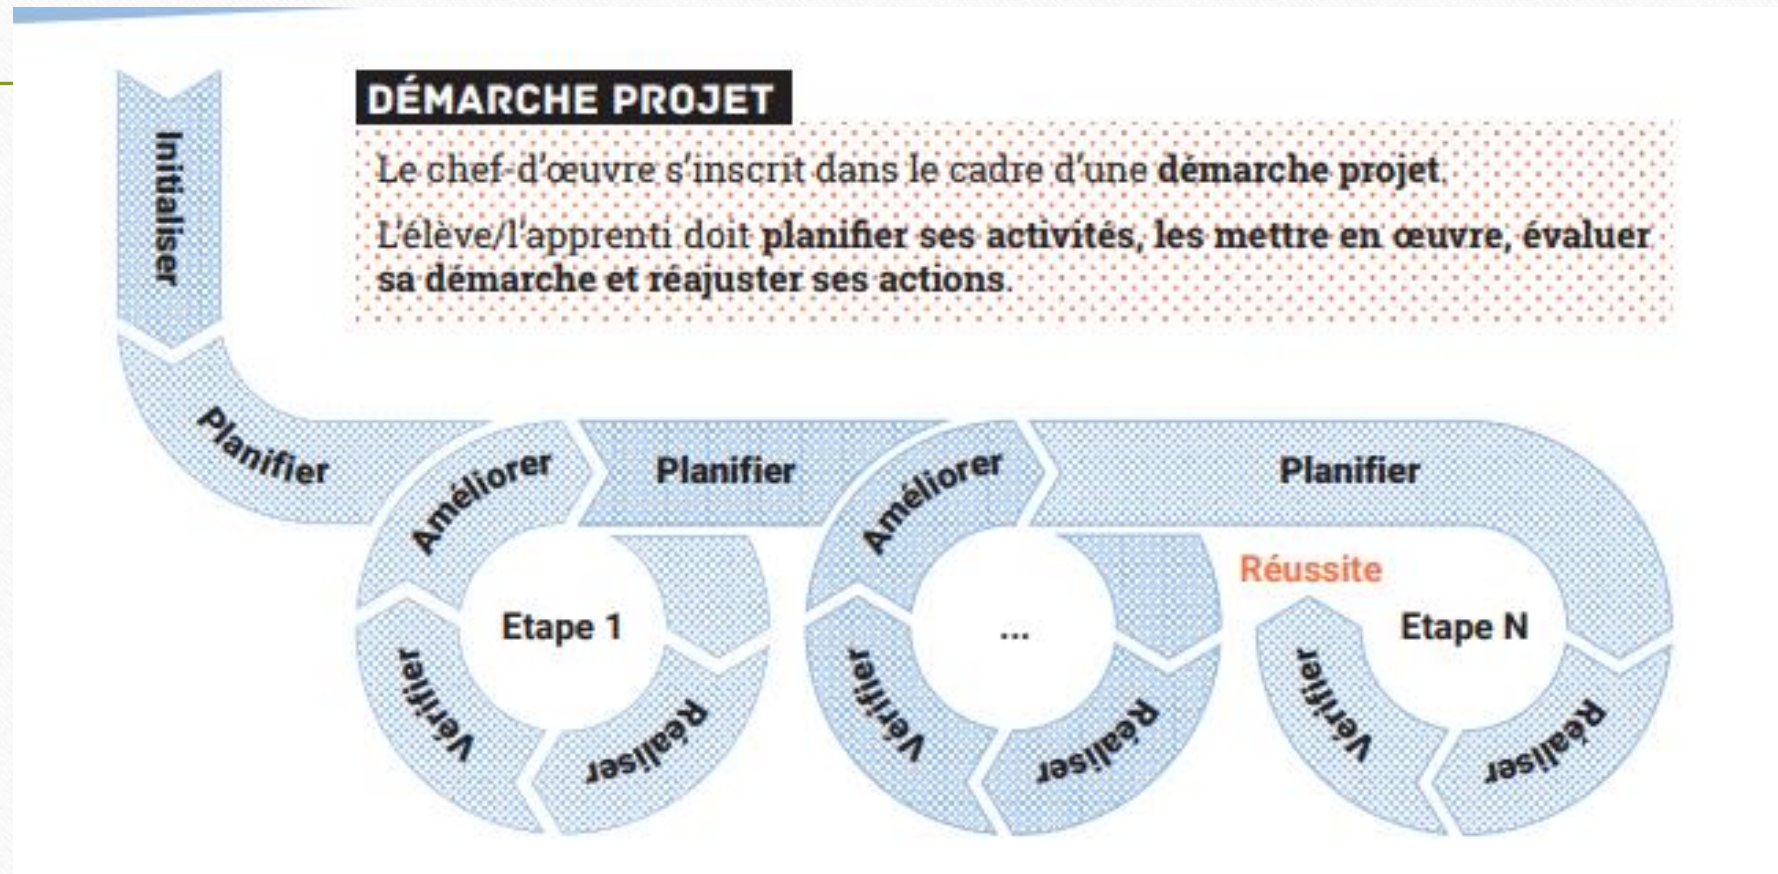 DÉMARCHE PROJET
Le chef-d'œuvre s'inscrit dans le cadre d'une démarche projet.
L'élève/l'apprenti doit planifier ses activités, les mettre en œuvre, évaluer
sa démarche et réajuster ses actions.
Initialiser
Planifier
Améliorer
Planifier
Améliorer
Planifier
Réussite
Etape 1
...
Etape N
Vérifier
Réaliser
Vérifier
Réaliser
Vérifier
Réaliser